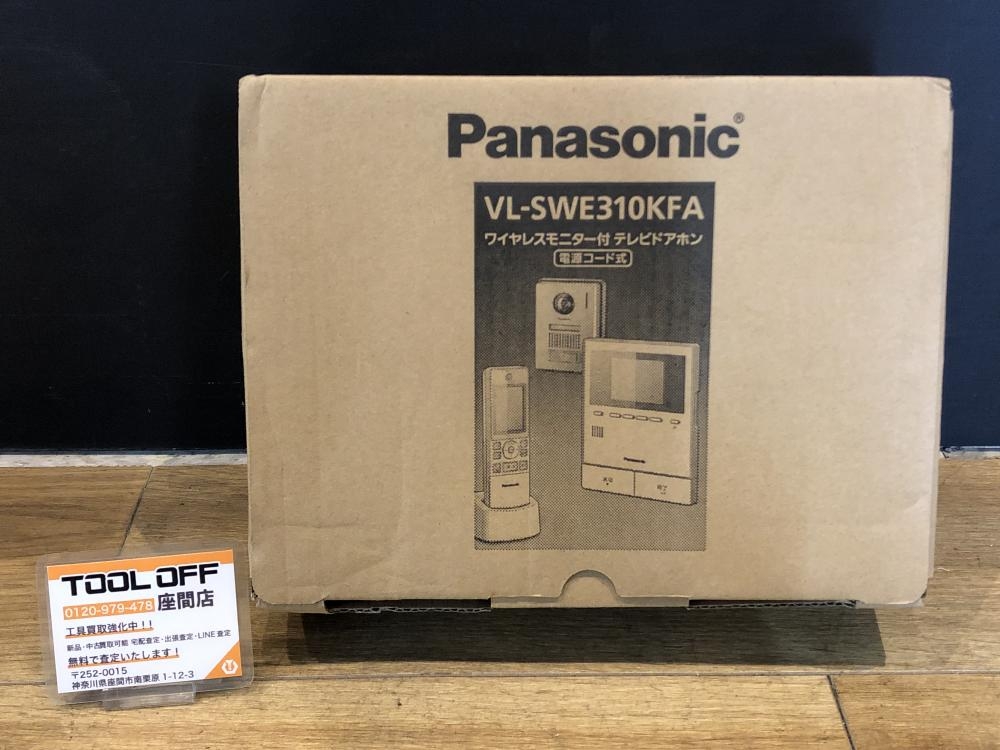 Panasonic®
VL-SWE310KFA
ワイヤレスモニター付 テレビドアホン
電源コード式
Panasonic
Panasonic
終了
TOOL OFF
0120-979-478 座間店
工具買取強化中！！
新品・中古買取可能 宅配査定・出張査定・LINE査定
無料で査定いたします！
〒252-0015
神奈川県座間市南栗原1-12-3